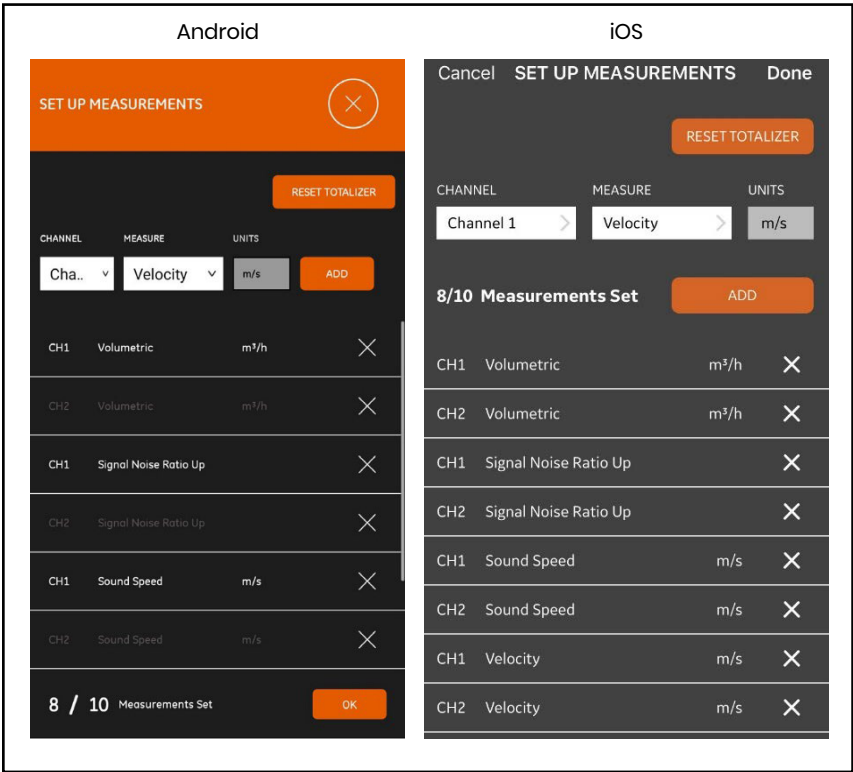 Android
SET UP MEASUREMENTS
RESET TOTALIZER
CHANNEL MEASURE UNITS
Cha.. Velocity m/s ADD
CH1 Volumetric m³/h
CH2 Volumetric m³/h
CH1 Signal Noise Ratio Up
CH2 Signal Noise Ratio Up
CH1 Sound Speed m/s
CH2 Sound Speed m/s
8 / 10 Measurements Set OK
iOS
Cancel SET UP MEASUREMENTS Done
RESET TOTALIZER
CHANNEL MEASURE UNITS
Channel 1 Velocity m/s
8/10 Measurements Set ADD
CH1 Volumetric m³/h
CH2 Volumetric m³/h
CH1 Signal Noise Ratio Up
CH2 Signal Noise Ratio Up
CH1 Sound Speed m/s
CH2 Sound Speed m/s
CH1 Velocity m/s
CH2 Velocity m/s